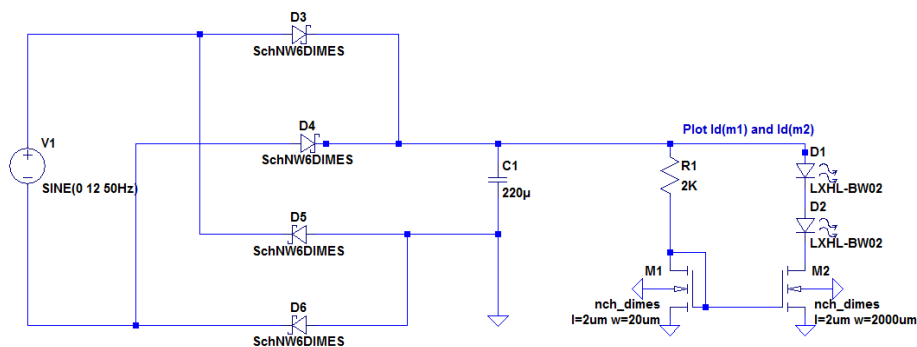 D3
SchNW6DIMES
D4
SchNW6DIMES
V1
+
−
SINE(0 12 50Hz)
D5
SchNW6DIMES
D6
SchNW6DIMES
C1
220µ
Plot Id(m1) and Id(m2)
R1
2K
D1
LXHL-BW02
D2
LXHL-BW02
M1
nch_dimes
l=2um w=20um
M2
nch_dimes
l=2um w=2000um